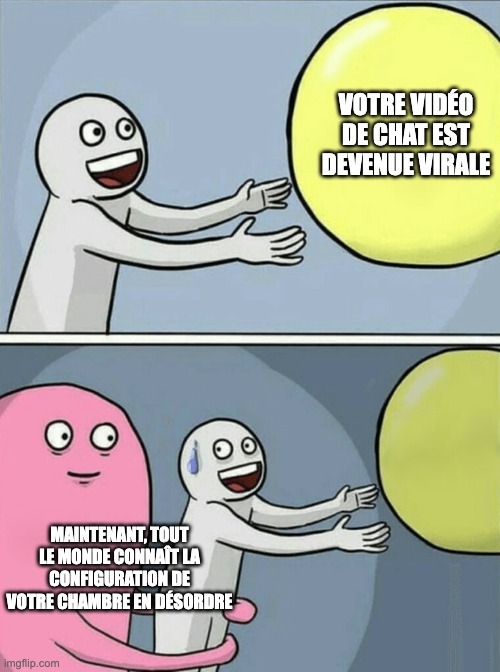 VOTRE VIDÉO
DE CHAT EST
DEVENUE VIRALE
MAINTENANT, TOUT
LE MONDE CONNAÎT LA
CONFIGURATION DE
VOTRE CHAMBRE EN DÉSORDRE
imgflip.com